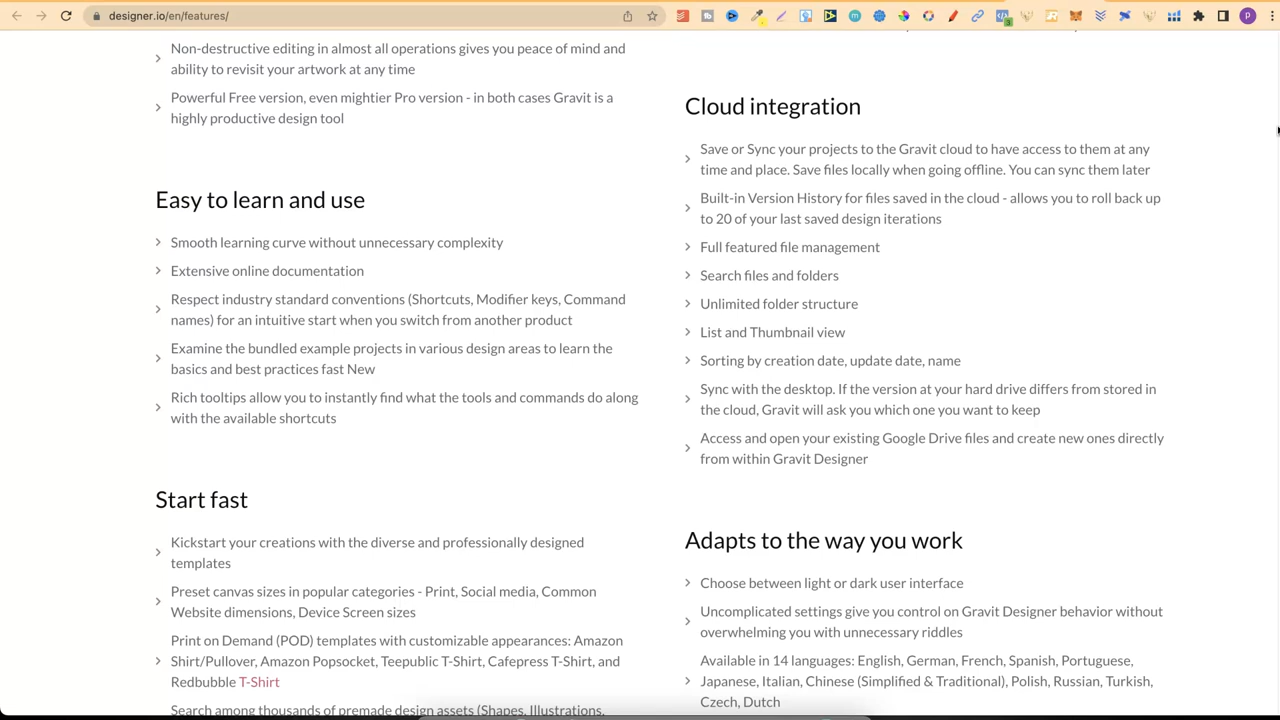 designer.io/en/features/
Non-destructive editing in almost all operations gives you peace of mind and
ability to revisit your artwork at any time
Powerful Free version, even mightier Pro version - in both cases Gravit is a
highly productive design tool
Easy to learn and use
Smooth learning curve without unnecessary complexity
Extensive online documentation
Respect industry standard conventions (Shortcuts, Modifier keys, Command
names) for an intuitive start when you switch from another product
Examine the bundled example projects in various design areas to learn the
basics and best practices fast New
Rich tooltips allow you to instantly find what the tools and commands do along
with the available shortcuts
Start fast
Kickstart your creations with the diverse and professionally designed
templates
Preset canvas sizes in popular categories - Print, Social media, Common
Website dimensions, Device Screen sizes
Print on Demand (POD) templates with customizable appearances: Amazon
Shirt/Pullover, Amazon Popsocket, Teepublic T-Shirt, Cafepress T-Shirt, and
Redbubble T-Shirt
Search among thousands of premade design assets (Shapes, Illustrations,
Cloud integration
Save or Sync your projects to the Gravit cloud to have access to them at any
time and place. Save files locally when going offline. You can sync them later
Built-in Version History for files saved in the cloud - allows you to roll back up
to 20 of your last saved design iterations
Full featured file management
Search files and folders
Unlimited folder structure
List and Thumbnail view
Sorting by creation date, update date, name
Sync with the desktop. If the version at your hard drive differs from stored in
the cloud, Gravit will ask you which one you want to keep
Access and open your existing Google Drive files and create new ones directly
from within Gravit Designer
Adapts to the way you work
Choose between light or dark user interface
Uncomplicated settings give you control on Gravit Designer behavior without
overwhelming you with unnecessary riddles
Available in 14 languages: English, German, French, Spanish, Portuguese,
Japanese, Italian, Chinese (Simplified & Traditional), Polish, Russian, Turkish,
Czech, Dutch